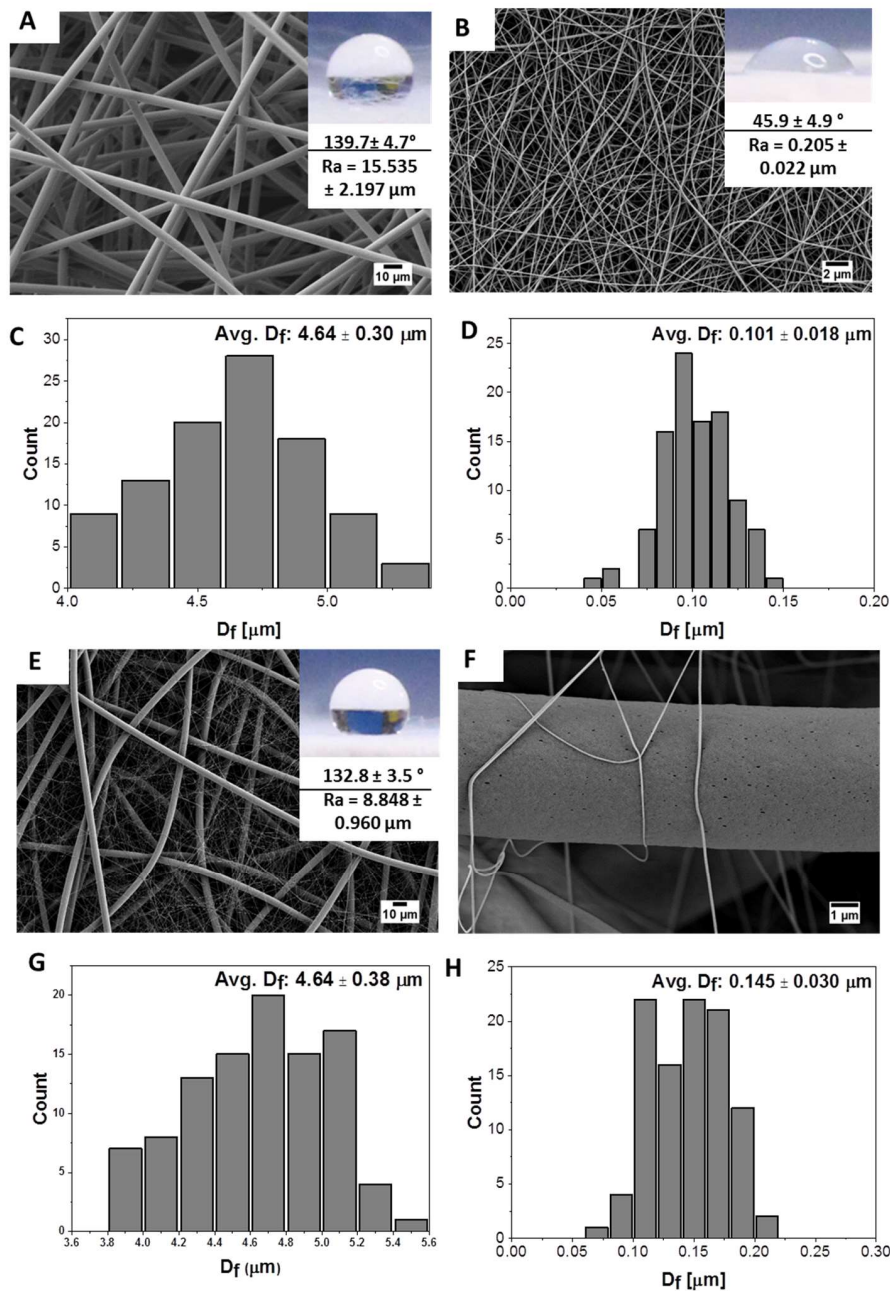 A
139.7± 4.7°
Ra = 15.535
± 2.197 µm
10 µm
B
45.9 ± 4.9 °
Ra = 0.205 ±
0.022 µm
2 µm
C
Avg. Df: 4.64 ± 0.30 µm
30
25
20
15
10
5
0
Count
4.0
4.5
5.0
Df [µm]
D
Avg. Df: 0.101 ± 0.018 µm
25
20
15
10
5
0
Count
0.00
0.05
0.10
0.15
0.20
Df [µm]
E
132.8 ± 3.5 °
Ra = 8.848 ±
0.960 µm
10 µm
F
1 µm
G
Avg. Df: 4.64 ± 0.38 µm
20
15
10
5
0
Count
3.6
3.8
4.0
4.2
4.4
4.6
4.8
5.0
5.2
5.4
5.6
Df (µm)
H
Avg. Df: 0.145 ± 0.030 µm
25
20
15
10
5
0
Count
0.00
0.05
0.10
0.15
0.20
0.25
0.30
Df [µm]